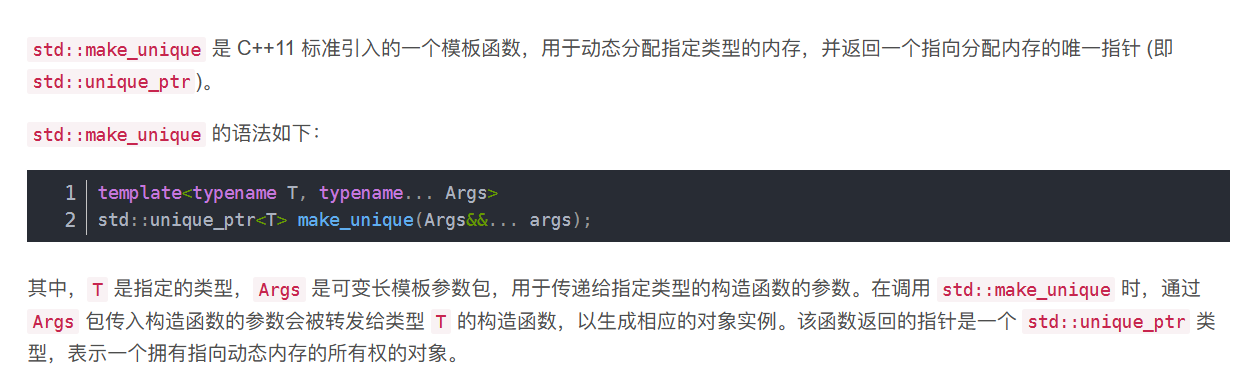 std::make_unique 是 C++11 标准引入的一个模板函数，用于动态分配指定类型的内存，并返回一个指向分配内存的唯一指针 (即
std::unique_ptr)。
std::make_unique 的语法如下：
1 template<typename T, typename... Args>
2 std::unique_ptr<T> make_unique(Args&&... args);
其中，T 是指定的类型，Args 是可变长模板参数包，用于传递给指定类型的构造函数的参数。在调用 std::make_unique 时，通过
Args 包传入构造函数的参数会被转发给类型 T 的构造函数，以生成相应的对象实例。该函数返回的指针是一个 std::unique_ptr 类
型，表示一个拥有指向动态内存的所有权的对象。